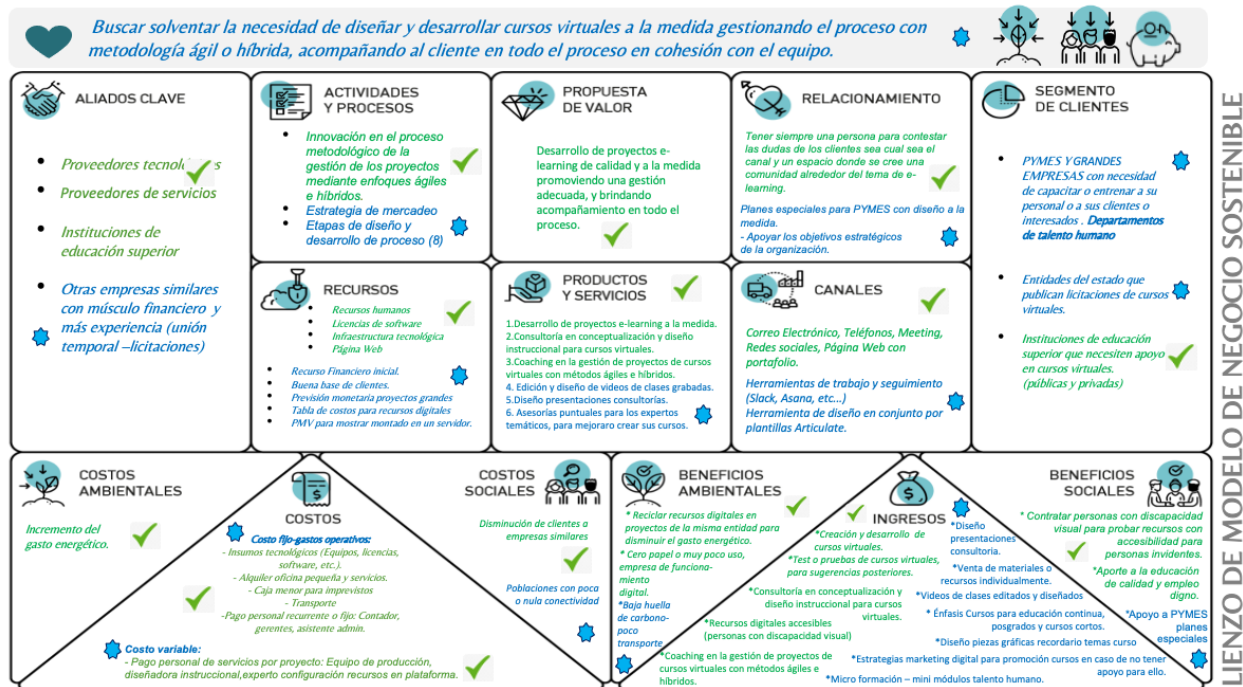 Buscar solventar la necesidad de diseñar y desarrollar cursos virtuales a la medida gestionando el proceso con
metodología ágil o híbrida, acompañando al cliente en todo el proceso en cohesión con el equipo.
ALIADOS CLAVE
• Proveedores
• Proveedores de servicios
• Instituciones de
educación superior
• Otras empresas similares
con músculo financiero y
más experiencia (unión
temporal –licitaciones)
ACTIVIDADES
Y PROCESOS
• Innovación en el proceso
metodológico de la
gestión de los proyectos
mediante enfoques ágiles
e híbridos.
• Estrategia de mercadeo
• Etapas de diseño y
desarrollo de proceso (8)
RECURSOS
• Recursos humanos
• Licencias de software
• Infraestructura tecnológica
• Página Web
• Recurso Financiero inicial.
• Buena base de clientes.
• Previsión monetaria proyectos grandes
• Tabla de costos para recursos digitales
• PMV para mostrar montado en un servidor.
PROPUESTA
DE VALOR
Desarrollo de proyectos e-
learning de calidad y a la medida
promoviendo una gestión
adecuada, y brindando
acompañamiento en todo el
proceso.
PRODUCTOS
Y SERVICIOS
1.Desarrollo de proyectos e-learning a la medida.
2.Consultoría en conceptualización y diseño
instruccional para cursos virtuales.
3.Coaching en la gestión de proyectos de cursos
virtuales con métodos ágiles e híbridos.
4. Edición y diseño de videos de clases grabadas.
5.Diseño presentaciones consultorías.
6. Asesorías puntuales para los expertos
temáticos, para mejoraro crear sus cursos.
RELACIONAMIENTO
Tener siempre una persona para contestar
las dudas de los clientes sea cual sea el
canal y un espacio donde se cree una
comunidad alrededor del tema de e-
learning.
Planes especiales para PYMES con diseño a la
medida.
- Apoyar los objetivos estratégicos
de la organización.
CANALES
Correo Electrónico, Teléfonos, Meeting,
Redes sociales, Página Web con
portafolio.
Herramientas de trabajo y seguimiento
(Slack, Asana, etc...)
Herramienta de diseño en conjunto por
plantillas Articulate.
SEGMENTO
DE CLIENTES
• PYMES Y GRANDES
EMPRESAS con necesidad
de capacitar o entrenar a su
personal o a sus clientes o
interesados . Departamentos
de talento humano
• Entidades del estado que
publican licitaciones de cursos
virtuales.
• Instituciones de educación
superior que necesiten apoyo
en cursos virtuales.
(públicas y privadas)
COSTOS
AMBIENTALES
Incremento del
gasto energético.
COSTOS
Costo fijo-gastos operativos:
- Insumos tecnológicos (Equipos, licencias,
software, etc.).
- Alquiler oficina pequeña y servicios.
- Caja menor para imprevistos
- Transporte
-Pago personal recurrente o fijo: Contador,
gerentes, asistente admin.
Costo variable:
- Pago personal de servicios por proyecto: Equipo de producción,
diseñadora instruccional,experto configuración recursos en plataforma.
COSTOS
SOCIALES
Disminución de clientes a
empresas similares
Poblaciones con poca
o nula conectividad
BENEFICIOS
AMBIENTALES
* Reciclar recursos digitales en
proyectos de la misma entidad para
disminuir el gasto energético.
* Cero papel o muy poco uso,
empresa de funciona-
miento
digital.
*Baja huella
de carbono-
poco
transporte
INGRESOS
*Creación y desarrollo de
cursos virtuales.
*Test o pruebas de cursos virtuales,
para sugerencias posteriores.
*Consultoría en conceptualización y
diseño instruccional para cursos
virtuales.
*Recursos digitales accesibles
(personas con discapacidad visual)
*Coaching en la gestión de proyectos de
cursos virtuales con métodos ágiles e
híbridos.
*Diseño
presentaciones
consultoria.
*Venta de materiales o
recursos individualmente.
*Videos de clases editados y diseñados
* Énfasis Cursos para educación continua,
posgrados y cursos cortos.
*Diseño piezas gráficas recordario temas curso
*Estrategias marketing digital para promoción cursos en caso de no tener
apoyo para ello.
*Micro formación – mini módulos talento humano.
BENEFICIOS
SOCIALES
* Contratar personas con discapacidad
visual para probar recursos con
accesibilidad para
personas invidentes.
*Aporte a la educación
de calidad y empleo
digno.
*Apoyo a PYMES
planes
especiales
LIENZO DE MODELO DE NEGOCIO SOSTENIBLE